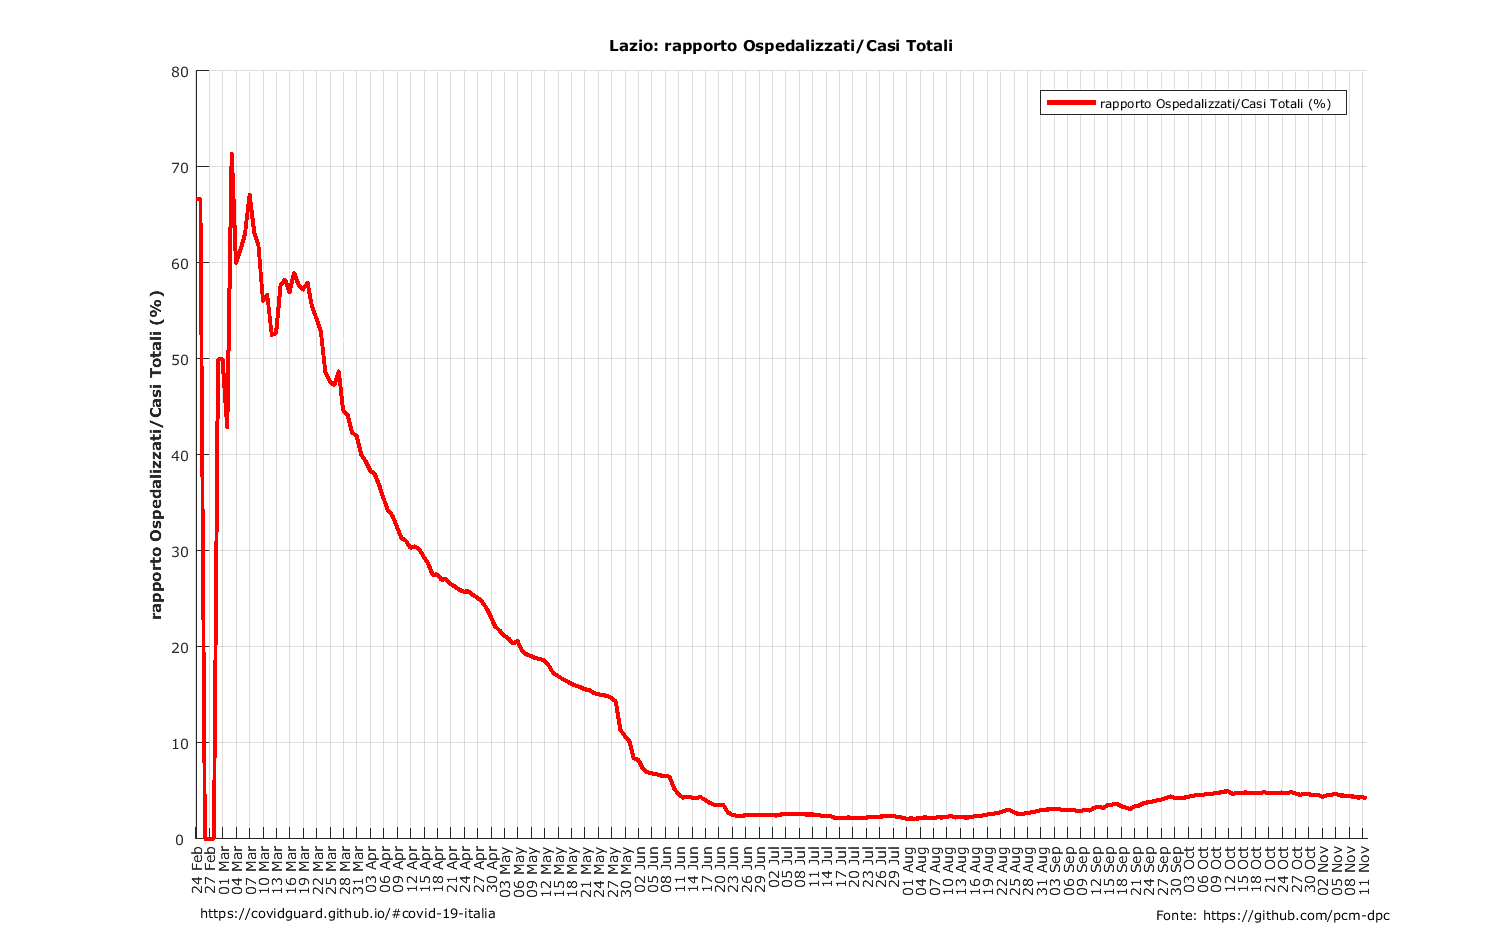 Lazio: rapporto Ospedalizzati/Casi Totali
rapporto Ospedalizzati/Casi Totali (%)
rapporto Ospedalizzati/Casi Totali (%)
80
70
60
50
40
30
20
10
0
24 Feb
27 Feb
01 Mar
04 Mar
07 Mar
10 Mar
13 Mar
16 Mar
19 Mar
22 Mar
25 Mar
28 Mar
31 Mar
03 Apr
06 Apr
09 Apr
12 Apr
15 Apr
18 Apr
21 Apr
24 Apr
27 Apr
30 Apr
03 May
06 May
09 May
12 May
15 May
18 May
21 May
24 May
27 May
30 May
02 Jun
05 Jun
08 Jun
11 Jun
14 Jun
17 Jun
20 Jun
23 Jun
26 Jun
29 Jun
02 Jul
05 Jul
08 Jul
11 Jul
14 Jul
17 Jul
20 Jul
23 Jul
26 Jul
29 Jul
01 Aug
04 Aug
07 Aug
10 Aug
13 Aug
16 Aug
19 Aug
22 Aug
25 Aug
28 Aug
31 Aug
03 Sep
06 Sep
09 Sep
12 Sep
15 Sep
18 Sep
21 Sep
24 Sep
27 Sep
30 Sep
03 Oct
06 Oct
09 Oct
12 Oct
15 Oct
18 Oct
21 Oct
24 Oct
27 Oct
30 Oct
02 Nov
05 Nov
08 Nov
11 Nov
https://covidguard.github.io/#covid-19-italia
Fonte: https://github.com/pcm-dpc